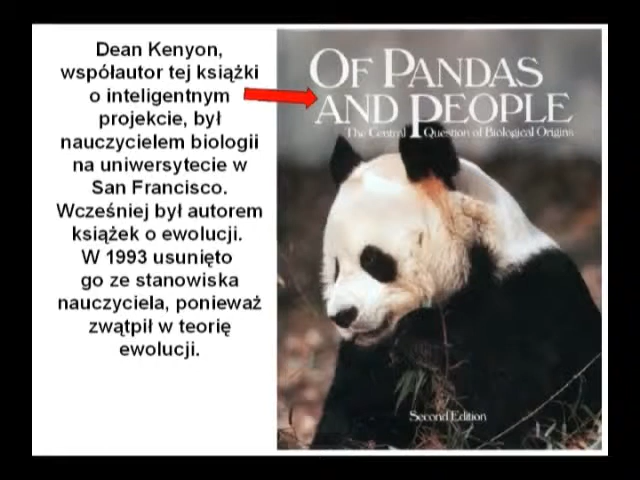 Dean Kenyon,
współautor tej książki
o inteligentnym
projekcie, był
nauczycielem biologii
na uniwersytecie w
San Francisco.
Wcześniej był autorem
książek o ewolucji.
W 1993 usunięto
go ze stanowiska
nauczyciela, ponieważ
zwątpił w teorię
ewolucji.
OF PANDAS
AND PEOPLE
The Central Question of Biological Origins
Second Edition
171